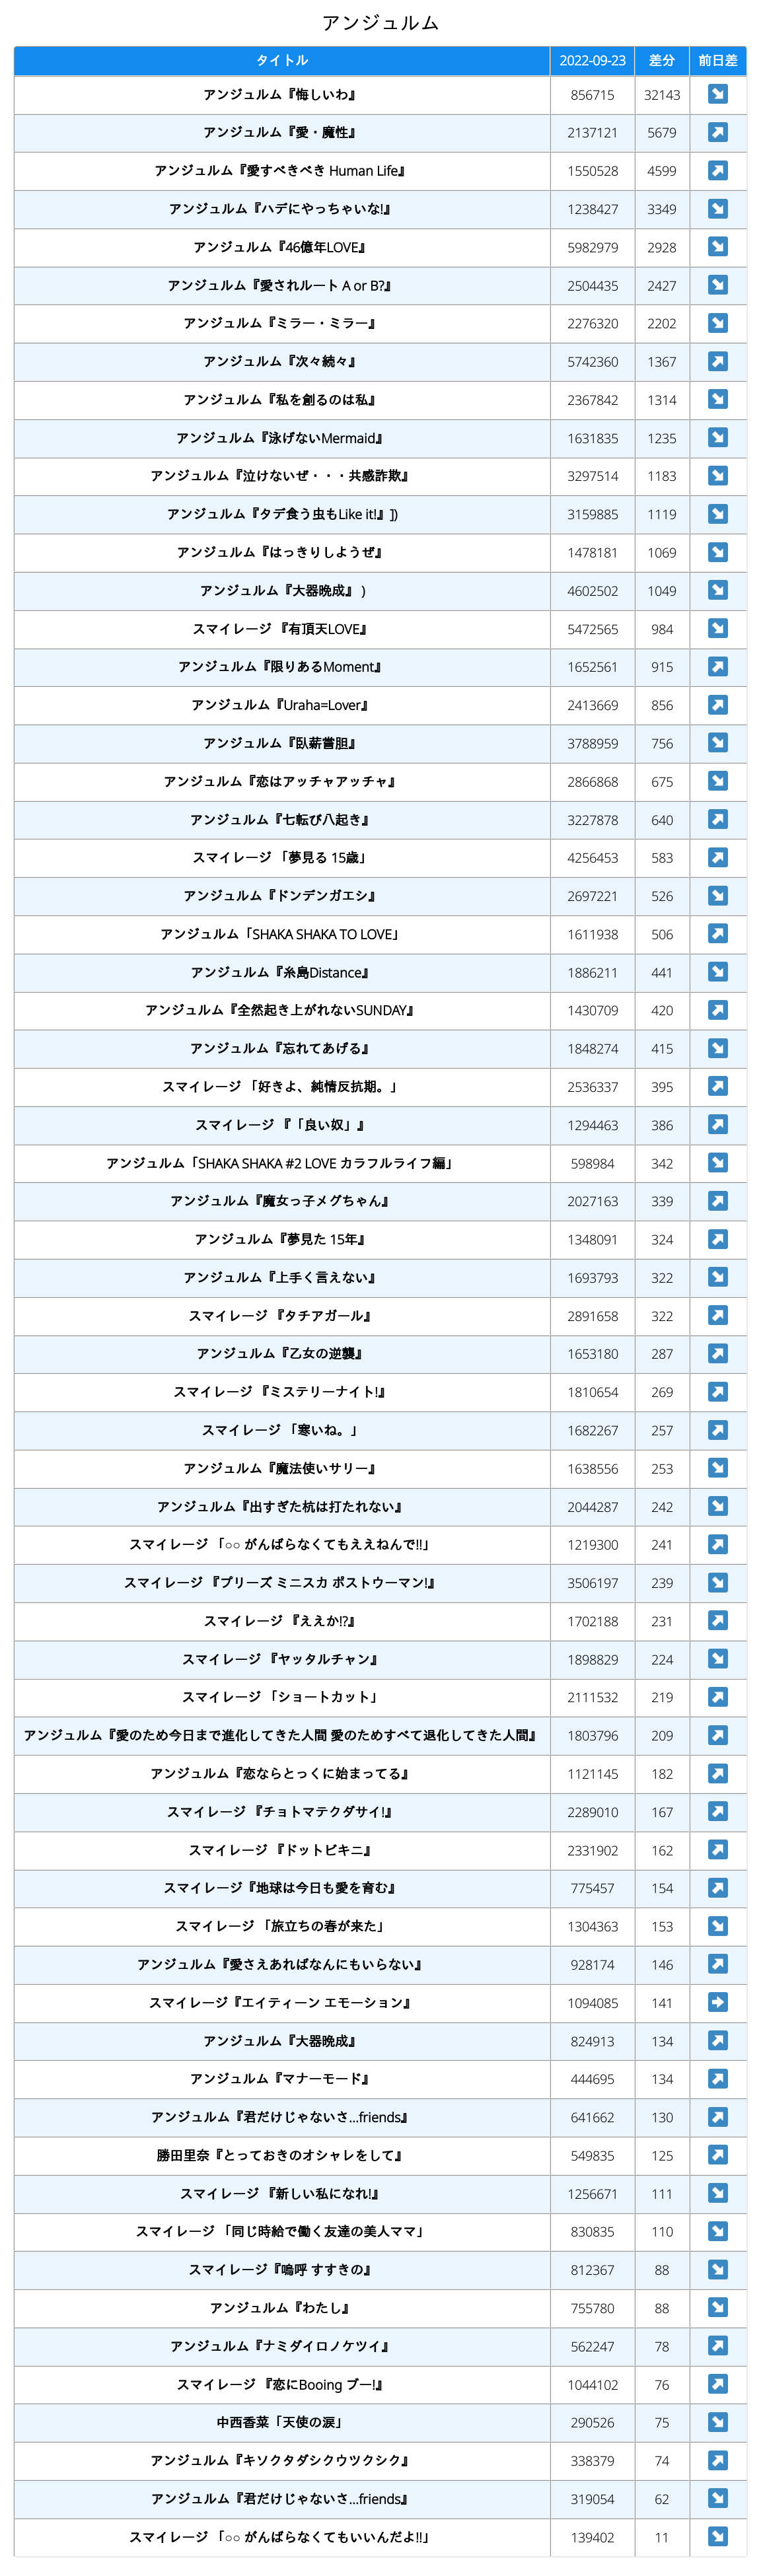 アンジュルム
タイトル 2022-09-23 差分 前日差
アンジュルム『悔しいわ』 856715 32143 ↘
アンジュルム『愛・魔性』 2137121 5679 ↗
アンジュルム『愛すべきべき Human Life』 1550528 4599 ↗
アンジュルム『ハデにやっちゃいな!』 1238427 3349 ↘
アンジュルム『46億年LOVE』 5982979 2928 ↘
アンジュルム『愛されルート A or B?』 2504435 2427 ↘
アンジュルム『ミラー・ミラー』 2276320 2202 ↘
アンジュルム『次々続々』 5742360 1367 ↗
アンジュルム『私を創るのは私』 2367842 1314 ↘
アンジュルム『泳げないMermaid』 1631835 1235 ↘
アンジュルム『泣けないぜ・・・共感詐欺』 3297514 1183 ↘
アンジュルム『タデ食う虫もLike it!』]) 3159885 1119 ↘
アンジュルム『はっきりしようぜ』 1478181 1069 ↘
アンジュルム『大器晩成』 ) 4602502 1049 ↘
スマイレージ 『有頂天LOVE』 5472565 984 ↘
アンジュルム『限りあるMoment』 1652561 915 ↗
アンジュルム『Uraha=Lover』 2413669 856 ↗
アンジュルム『臥薪嘗胆』 3788959 756 ↘
アンジュルム『恋はアッチャアッチャ』 2866868 675 ↘
アンジュルム『七転び八起き』 3227878 640 ↗
スマイレージ 「夢見る 15歳」 4256453 583 ↗
アンジュルム『ドンデンガエシ』 2697221 526 ↘
アンジュルム「SHAKA SHAKA TO LOVE」 1611938 506 ↗
アンジュルム『糸島Distance』 1886211 441 ↘
アンジュルム『全然起き上がれないSUNDAY』 1430709 420 ↗
アンジュルム『忘れてあげる』 1848274 415 ↘
スマイレージ 「好きよ、純情反抗期。」 2536337 395 ↗
スマイレージ 『「良い奴」』 1294463 386 ↗
アンジュルム「SHAKA SHAKA #2 LOVE カラフルライフ編」 598984 342 ↘
アンジュルム『魔女っ子メグちゃん』 2027163 339 ↗
アンジュルム『夢見た 15年』 1348091 324 ↗
アンジュルム『上手く言えない』 1693793 322 ↘
スマイレージ 『タチアガール』 2891658 322 ↗
アンジュルム『乙女の逆襲』 1653180 287 ↗
スマイレージ 『ミステリーナイト!』 1810654 269 ↗
スマイレージ 「寒いね。」 1682267 257 ↗
アンジュルム『魔法使いサリー』 1638556 253 ↘
アンジュルム『出すぎた杭は打たれない』 2044287 242 ↘
スマイレージ 「○○ がんばらなくてもええねんで!!」 1219300 241 ↗
スマイレージ 『プリーズ ミニスカ ポストウーマン!』 3506197 239 ↘
スマイレージ 『ええか!?』 1702188 231 ↗
スマイレージ 『ヤッタルチャン』 1898829 224 ↘
スマイレージ 「ショートカット」 2111532 219 ↗
アンジュルム『愛のため今日まで進化してきた人間 愛のためすべて退化してきた人間』 1803796 209 ↗
アンジュルム『恋ならとっくに始まってる』 1121145 182 ↗
スマイレージ 『チョトマテクダサイ!』 2289010 167 ↗
スマイレージ 『ドットビキニ』 2331902 162 ↗
スマイレージ『地球は今日も愛を育む』 775457 154 ↗
スマイレージ 「旅立ちの春が来た」 1304363 153 ↘
アンジュルム『愛さえあればなんにもいらない』 928174 146 ↗
スマイレージ『エイティーン エモーション』 1094085 141 ➡
アンジュルム『大器晩成』 824913 134 ↗
アンジュルム『マナーモード』 444695 134 ↗
アンジュルム『君だけじゃないさ...friends』 641662 130 ↗
勝田里奈『とっておきのオシャレをして』 549835 125 ↗
スマイレージ 『新しい私になれ!』 1256671 111 ↘
スマイレージ 「同じ時給で働く友達の美人ママ」 830835 110 ↘
スマイレージ『嗚呼 すすきの』 812367 88 ↘
アンジュルム『わたし』 755780 88 ↘
アンジュルム『ナミダイロノケツイ』 562247 78 ↗
スマイレージ 『恋にBooing ブー!』 1044102 76 ↗
中西香菜「天使の涙」 290526 75 ↘
アンジュルム『キソクタダシクウツクシク』 338379 74 ↗
アンジュルム『君だけじゃないさ...friends』 319054 62 ↘
スマイレージ 「○○ がんばらなくてもいいんだよ!!」 139402 11 ↘